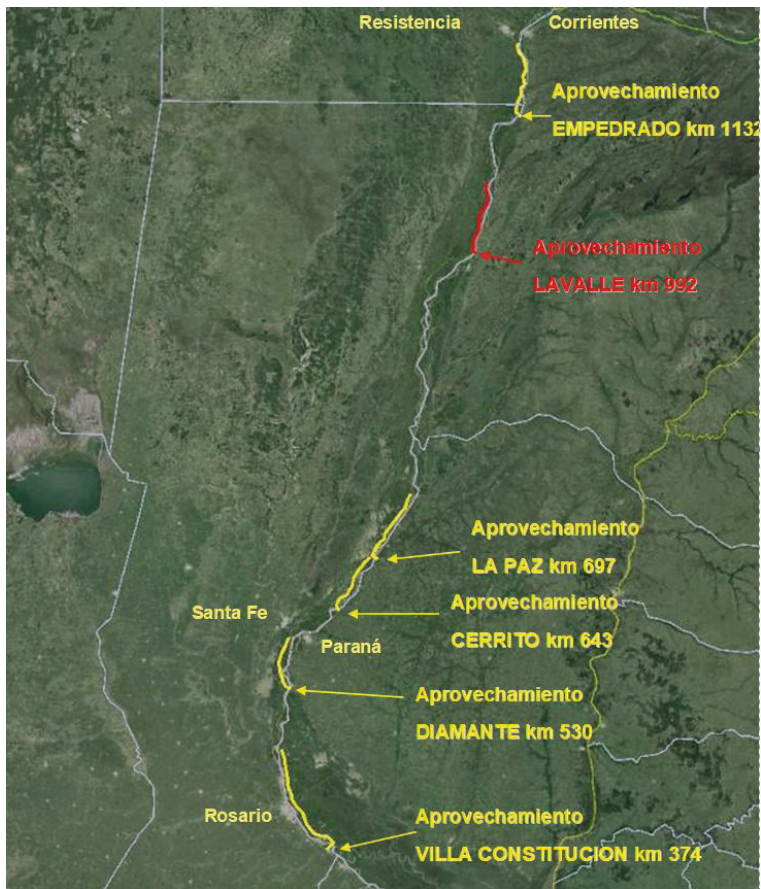 Resistencia
Corrientes
Aprovechamiento
EMPEDRADO km 1132
Aprovechamiento
LAVALLE km 992
Aprovechamiento
LA PAZ km 697
Aprovechamiento
CERRITO km 643
Santa Fe
Paraná
Aprovechamiento
DIAMANTE km 530
Rosario
Aprovechamiento
VILLA CONSTITUCION km 374